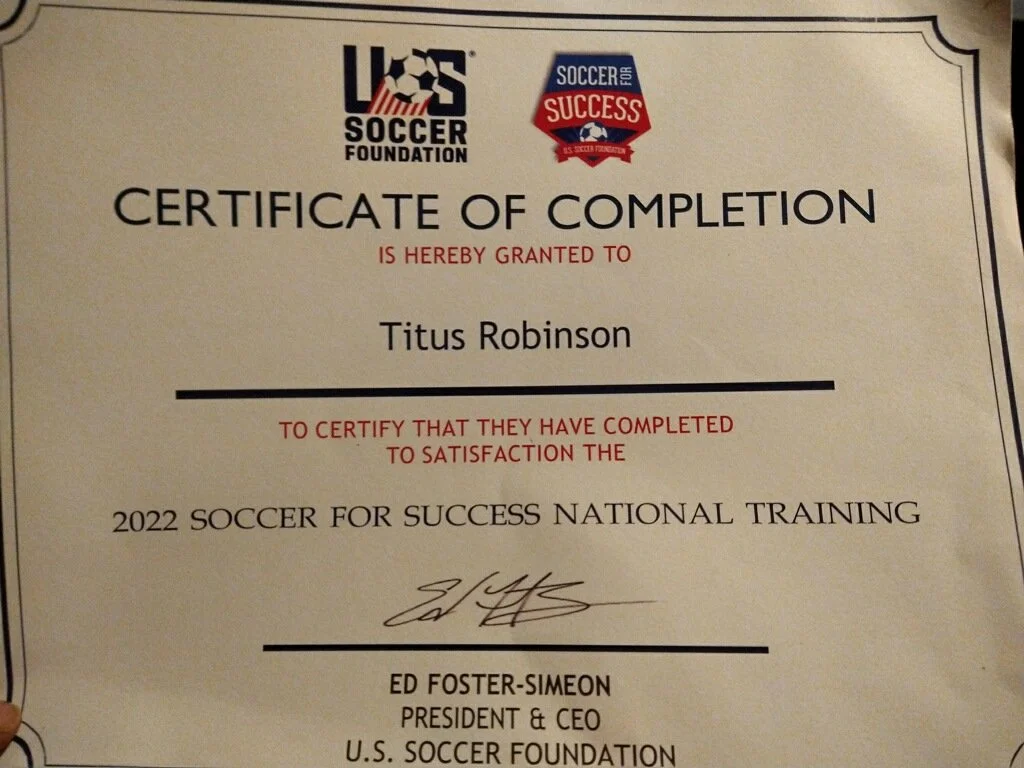 US
SOCCER
FOUNDATION
SOCCER FOR
SUCCESS
U.S. SOCCER FOUNDATION
CERTIFICATE OF COMPLETION
IS HEREBY GRANTED TO
Titus Robinson
TO CERTIFY THAT THEY HAVE COMPLETED
TO SATISFACTION THE
2022 SOCCER FOR SUCCESS NATIONAL TRAINING
ED FOSTER-SIMEON
PRESIDENT & CEO
U.S. SOCCER FOUNDATION